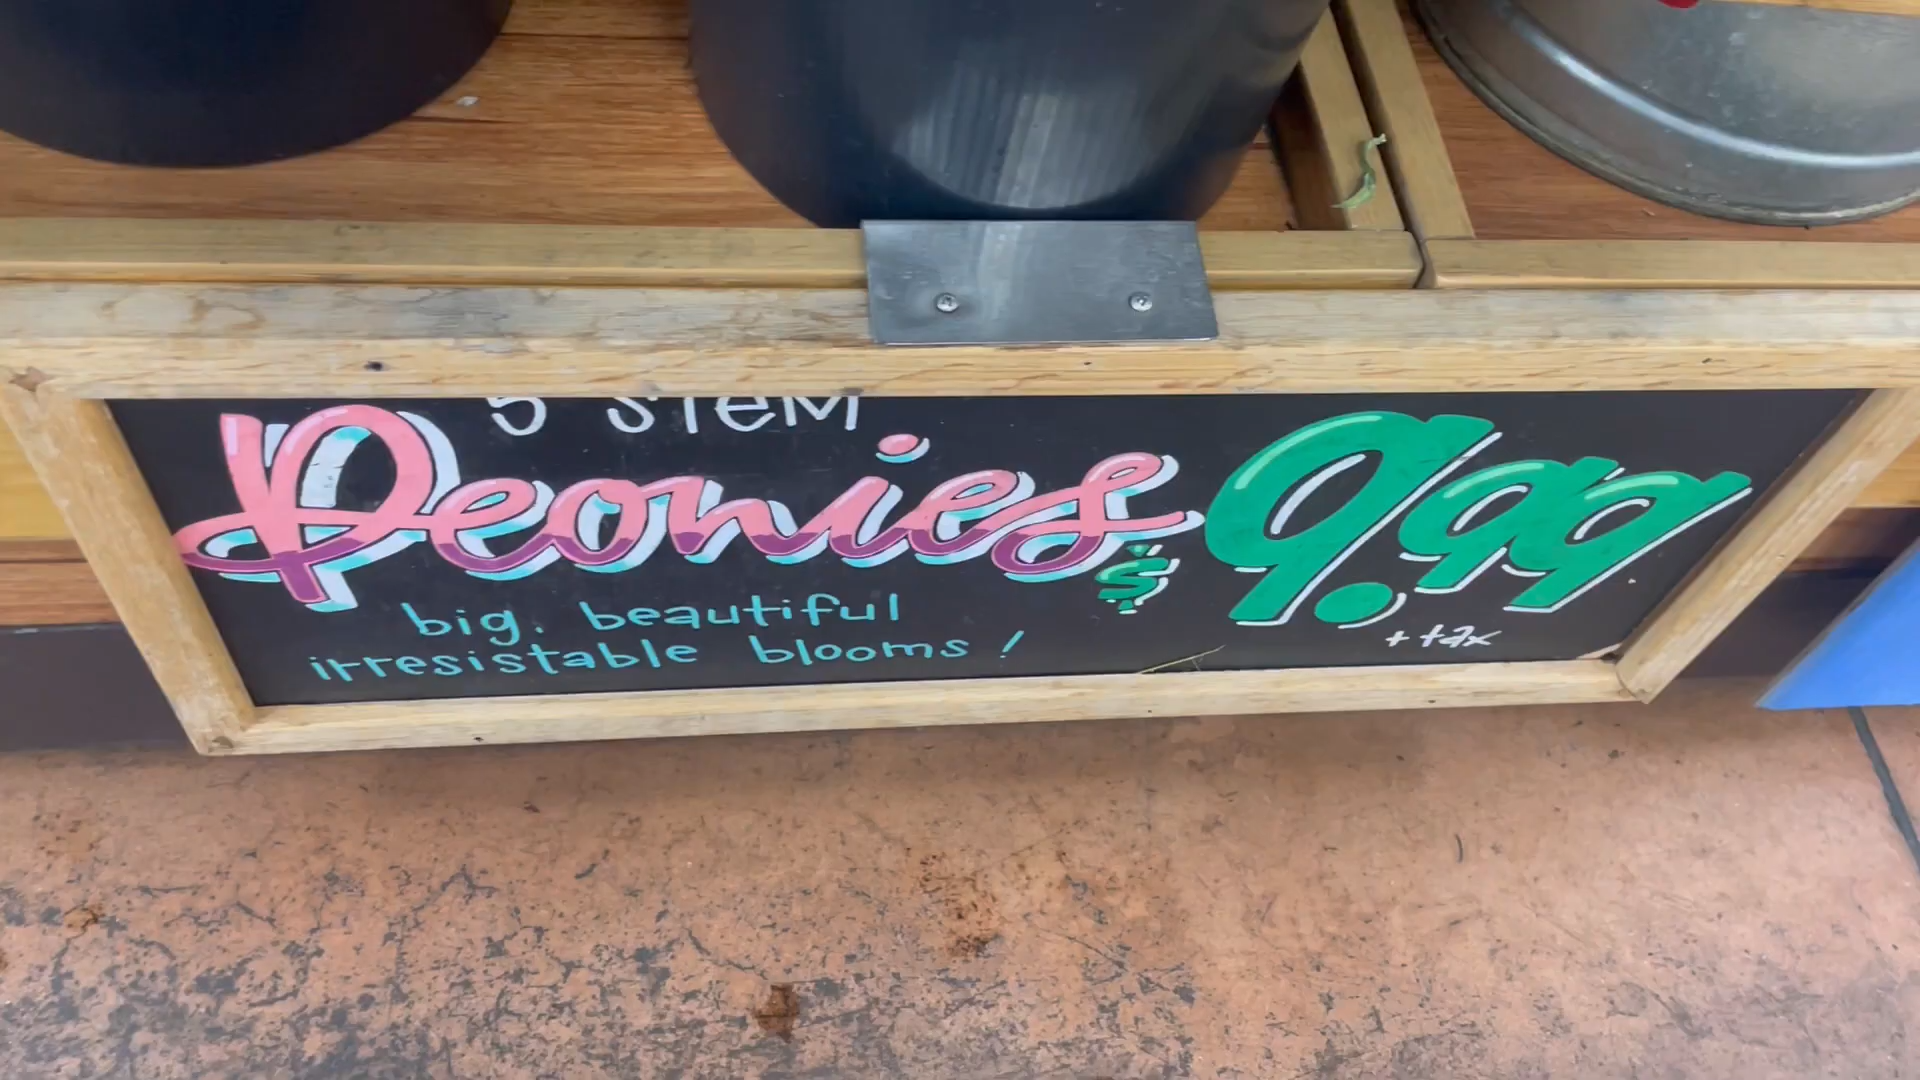 5 STEM
Peonies $9.99
+ tax
big, beautiful
irresistable blooms!